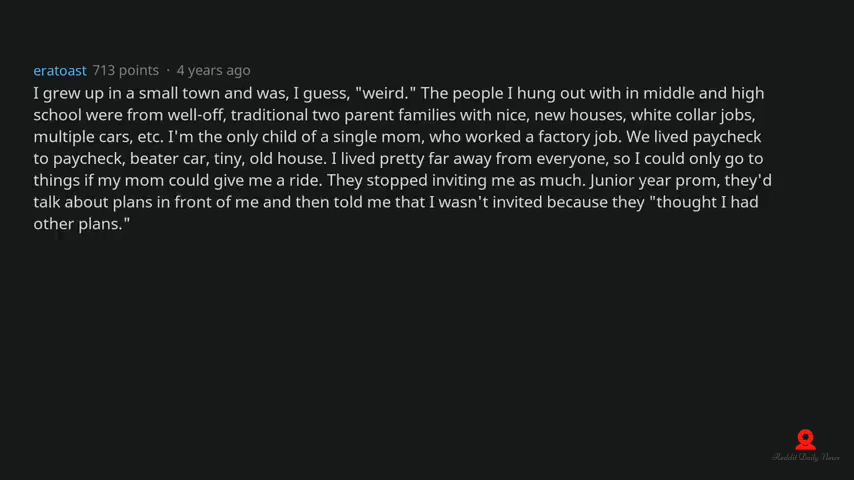 eratoast 713 points · 4 years ago
I grew up in a small town and was, I guess, "weird." The people I hung out with in middle and high
school were from well-off, traditional two parent families with nice, new houses, white collar jobs,
multiple cars, etc. I'm the only child of a single mom, who worked a factory job. We lived paycheck
to paycheck, beater car, tiny, old house. I lived pretty far away from everyone, so I could only go to
things if my mom could give me a ride. They stopped inviting me as much. Junior year prom, they'd
talk about plans in front of me and then told me that I wasn't invited because they "thought I had
other plans."
Reddit Daily News